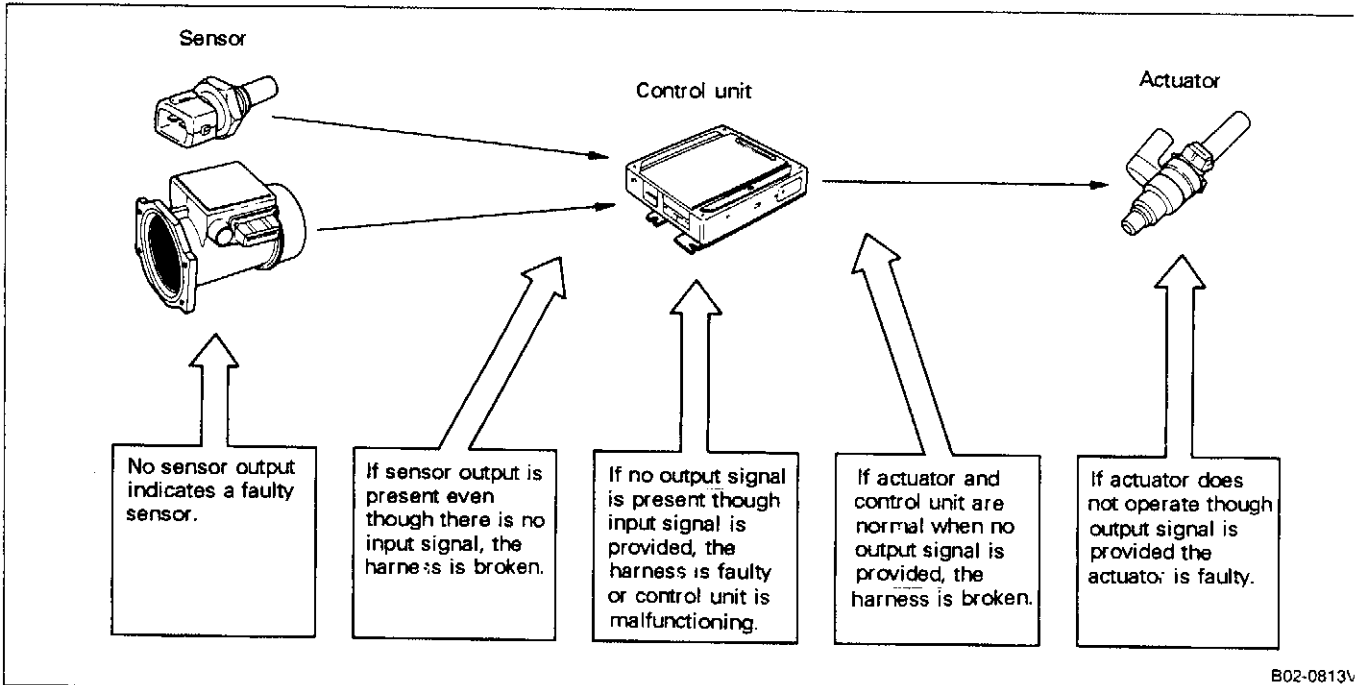 Sensor
Control unit
Actuator
No sensor output
indicates a faulty
sensor.
If sensor output is
present even
though there is no
input signal, the
harness is broken.
If no output signal
is present though
input signal is
provided, the
harness is faulty
or control unit is
malfunctioning.
If actuator and
control unit are
normal when no
output signal is
provided, the
harness is broken.
If actuator does
not operate though
output signal is
provided the
actuator is faulty.
B02-0813V